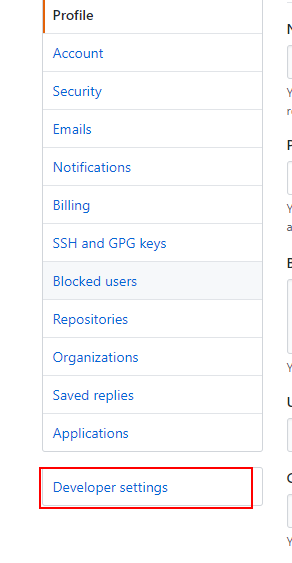 Profile
Account
Security
Emails
Notifications
Billing
SSH and GPG keys
Blocked users
Repositories
Organizations
Saved replies
Applications
Developer settings